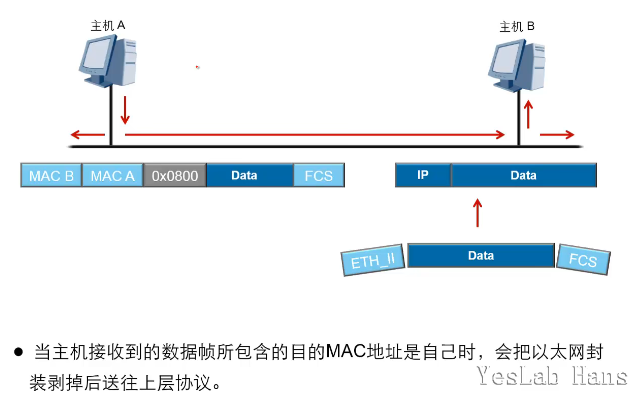 主机 A
主机 B
MAC B MAC A 0x0800 Data FCS
IP Data
ETH_II Data FCS
● 当主机接收到的数据帧所包含的目的MAC地址是自己时，会把以太网封
装剥掉后送往上层协议。
YesLab Hans